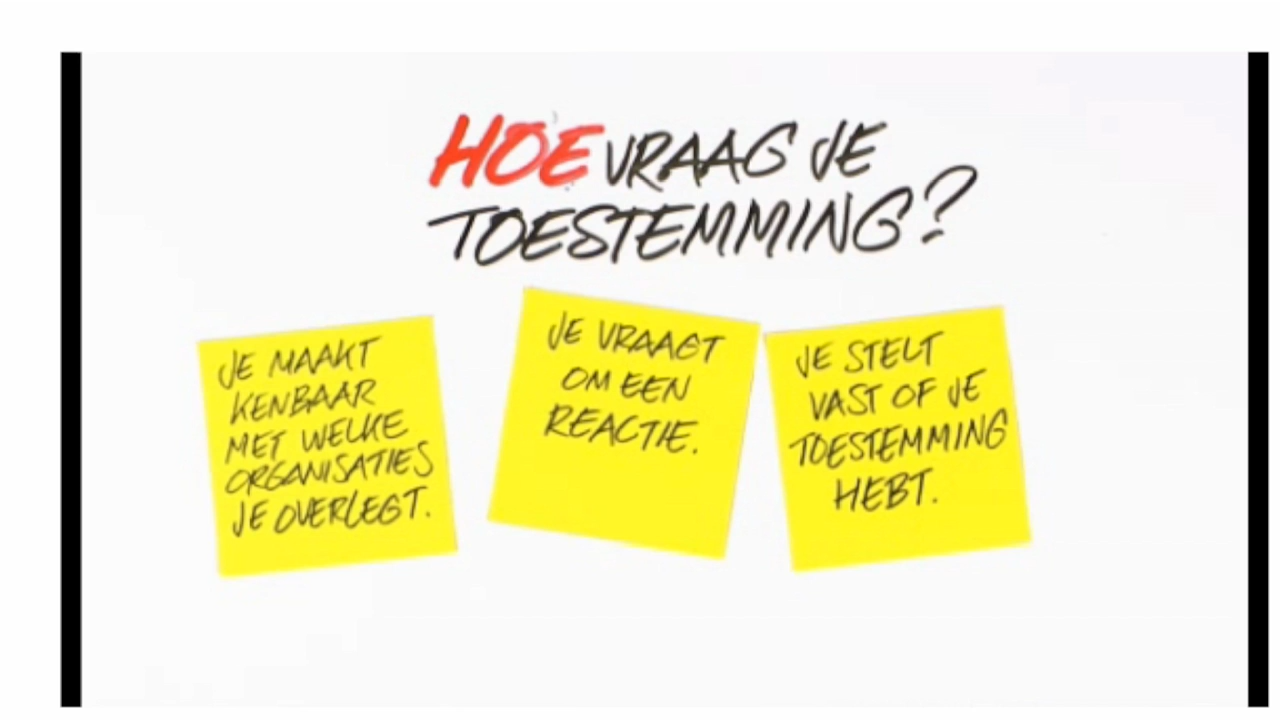 HOE VRAAG JE
TOESTEMMING?
JE MAAKT
KENBAAR
MET WELKE
ORGANISATIES
JE OVERLEGT.
JE VRAAGT
OM EEN
REACTIE.
JE STELT
VAST OF JE
TOESTEMMING
HEBT.